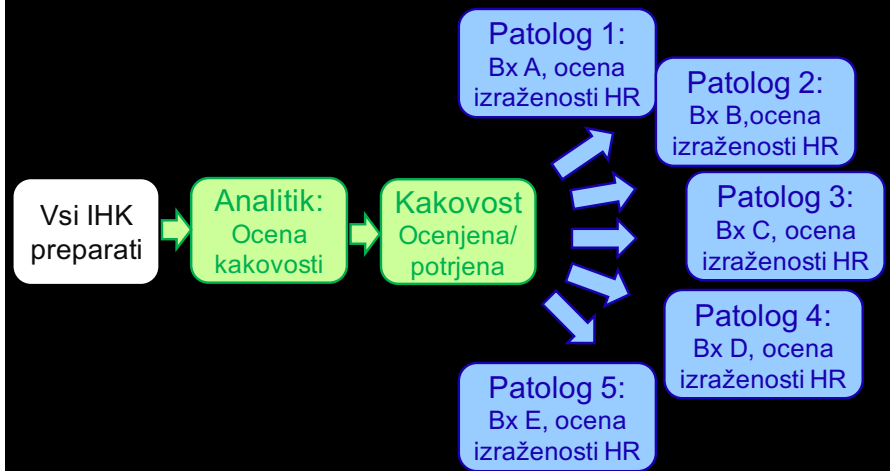 Vsi IHK
preparati
Analitik:
Ocena
kakovosti
Kakovost
Ocenjena/
potrjena
Patolog 1:
Bx A, ocena
izraženosti HR
Patolog 2:
Bx B,ocena
izraženosti HR
Patolog 3:
Bx C, ocena
izraženosti HR
Patolog 4:
Bx D, ocena
izraženosti HR
Patolog 5:
Bx E, ocena
izraženosti HR